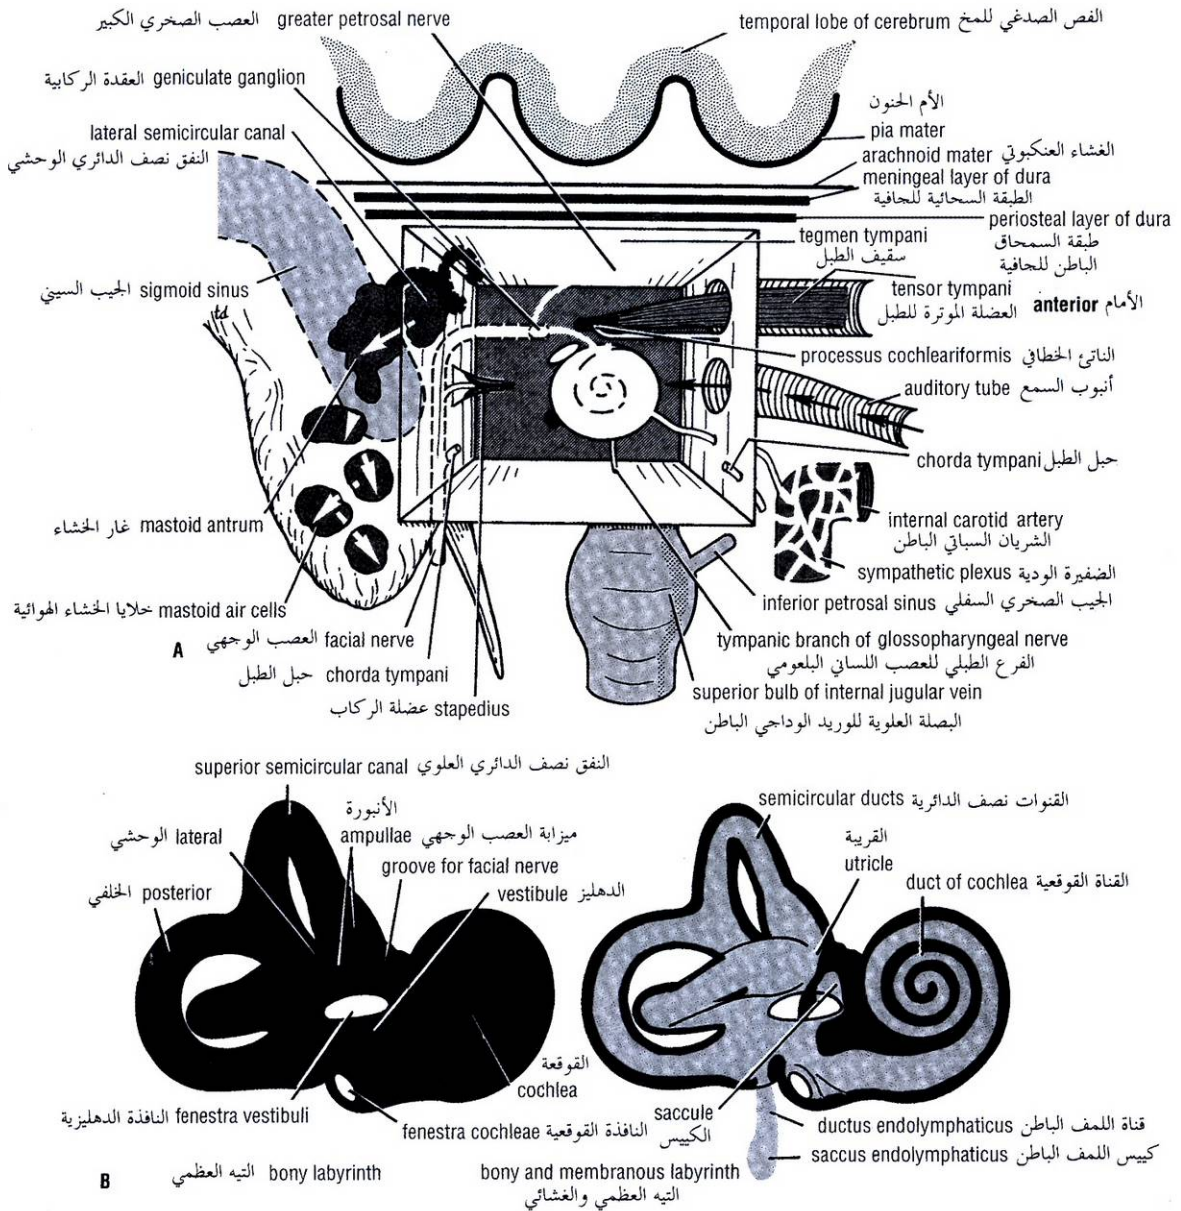 العصب الصخري الكبير greater petrosal nerve
temporal lobe of cerebrum الفص الصدغي للمخ
العقدة الركابية geniculate ganglion
الأم الحنون
pia mater
lateral semicircular canal
النفق نصف الدائري الوحشي
arachnoid mater الغشاء العنكبوتي
meningeal layer of dura
الطبقة السحائية للجافية
periosteal layer of dura
طبقة السمحاق
الباطن للجافية
tegmen tympani
سقيف الطبل
الجيب السيني sigmoid sinus
td
tensor tympani
العضلة الموترة للطبل
anterior الأمام
processus cochleariformis الناتئ الخطافي
auditory tube أنبوب السمع
chorda tympani حبل الطبل
غار الخشاء mastoid antrum
internal carotid artery
الشريان السباتي الباطن
sympathetic plexus الضفيرة الودية
خلايا الخشاء الهوائية mastoid air cells
inferior petrosal sinus الجيب الصخري السفلي
A
العصب الوجهي facial nerve
tympanic branch of glossopharyngeal nerve
الفرع الطبلي للعصب اللساني البلعومي
حبل الطبل chorda tympani
superior bulb of internal jugular vein
البصلة العلوية للوريد الوداجي الباطن
عضلة الركاب stapedius
superior semicircular canal النفق نصف الدائري العلوي
الأنبورة
ampullae
ميزابة العصب الوجهي
groove for facial nerve
الوحشي lateral
الخلفي posterior
vestibule الدهليز
semicircular ducts القنوات نصف الدائرية
القريبة
utricle
duct of cochlea القناة القوقعية
القوقعة
cochlea
النافذة الدهليزية fenestra vestibuli
fenestra cochleae النافذة القوقعية
saccule
الكييس
ductus endolymphaticus قناة اللمف الباطن
saccus endolymphaticus كييس اللمف الباطن
B
التيه العظمي bony labyrinth
bony and membranous labyrinth
التيه العظمي والغشائي